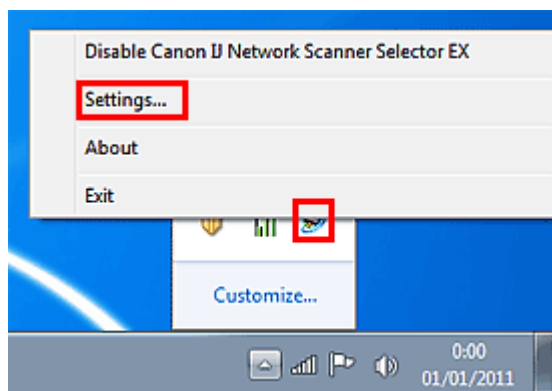 Disable Canon IJ Network Scanner Selector EX
Settings...
About
Exit
Customize...
0:00
01/01/2011